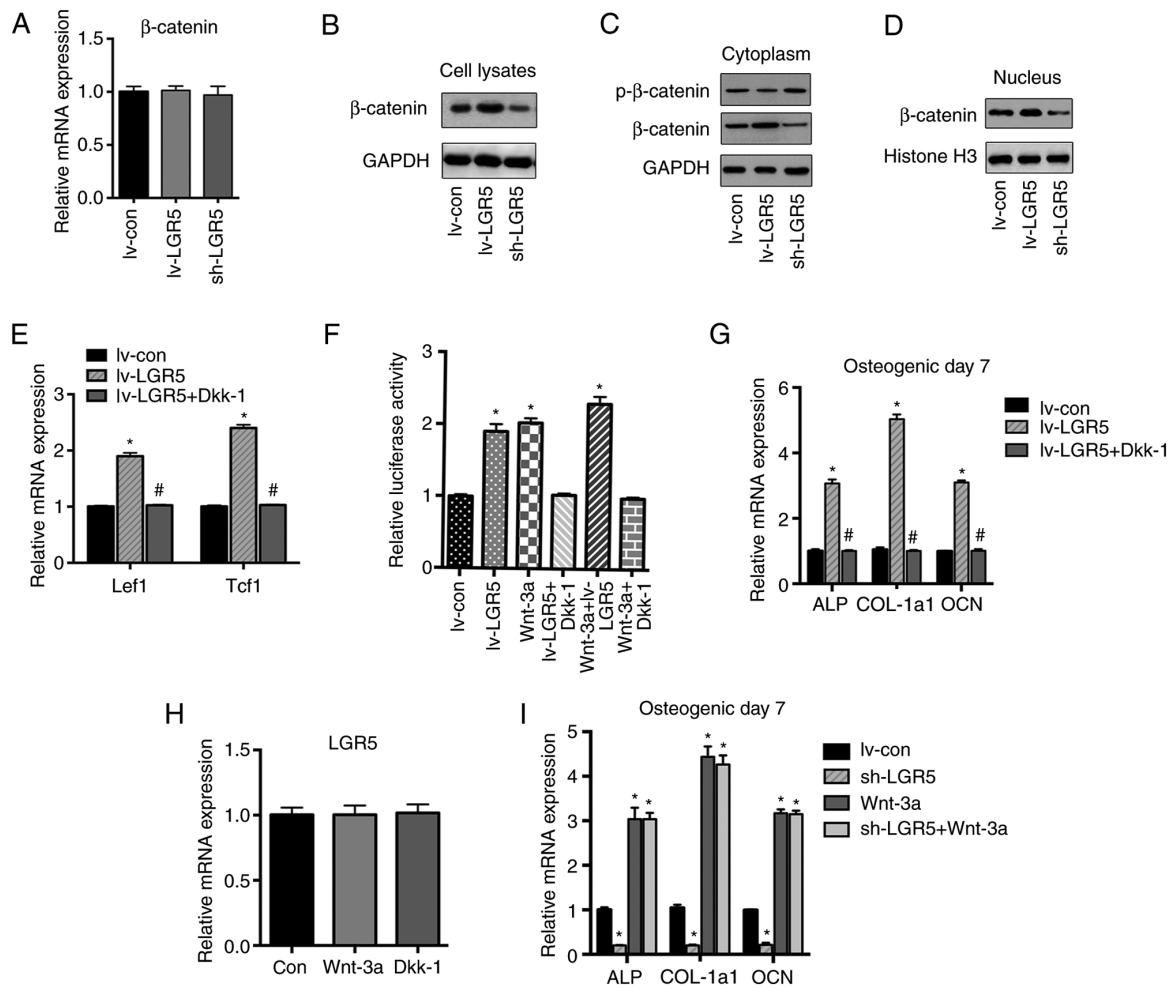 A
β-catenin
Relative mRNA expression
1.5
1.0
0.5
0.0
lv-con
lv-LGR5
sh-LGR5
B
Cell lysates
β-catenin
GAPDH
lv-con
lv-LGR5
sh-LGR5
C
Cytoplasm
p-β-catenin
β-catenin
GAPDH
lv-con
lv-LGR5
sh-LGR5
D
Nucleus
β-catenin
Histone H3
lv-con
lv-LGR5
sh-LGR5
E
lv-con
lv-LGR5
lv-LGR5+Dkk-1
Relative mRNA expression
3
2
1
0
*
#
*
#
Lef1
Tcf1
F
Relative luciferase activity
3
2
1
0
*
*
*
lv-con
lv-LGR5
Wnt-3a
lv-LGR5+
Dkk-1
Wnt-3a+lv-
LGR5
Wnt-3a+
Dkk-1
G
Osteogenic day 7
lv-con
lv-LGR5
lv-LGR5+Dkk-1
Relative mRNA expression
6
4
2
0
*
#
*
#
*
#
ALP
COL-1a1
OCN
H
LGR5
Relative mRNA expression
1.5
1.0
0.5
0.0
Con
Wnt-3a
Dkk-1
I
Osteogenic day 7
lv-con
sh-LGR5
Wnt-3a
sh-LGR5+Wnt-3a
Relative mRNA expression
5
4
3
2
1
0
*
*
*
*
*
*
*
*
*
ALP
COL-1a1
OCN